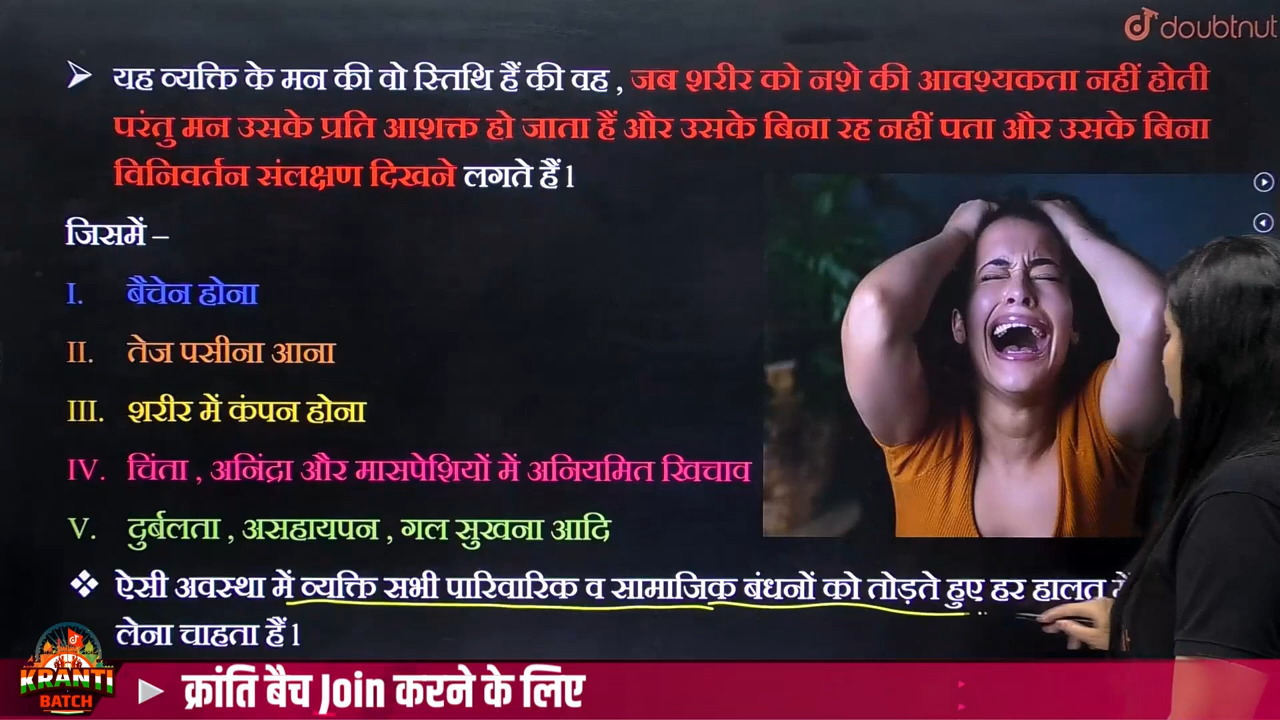 doubtnut
यह व्यक्ति के मन की वो स्तिथि हैं की वह , जब शरीर को नशे की आवश्यकता नहीं होती
परंतु मन उसके प्रति आशक्त हो जाता हैं और उसके बिना रह नहीं पता और उसके बिना
विनिवर्तन संलक्षण दिखने लगते हैं l
जिसमें –
I. बैचेन होना
II. तेज पसीना आना
III. शरीर में कंपन होना
IV. चिंता , अनिंद्रा और मासपेशियों में अनियमित खिचाव
V. दुर्बलता , असहायपन , गल सुखना आदि
ऐसी अवस्था में व्यक्ति सभी पारिवारिक व सामाजिक बंधनों को तोड़ते हुए हर हालत
लेना चाहता हैं l
KRANTI
BATCH
क्रांति बैच Join करने के लिए